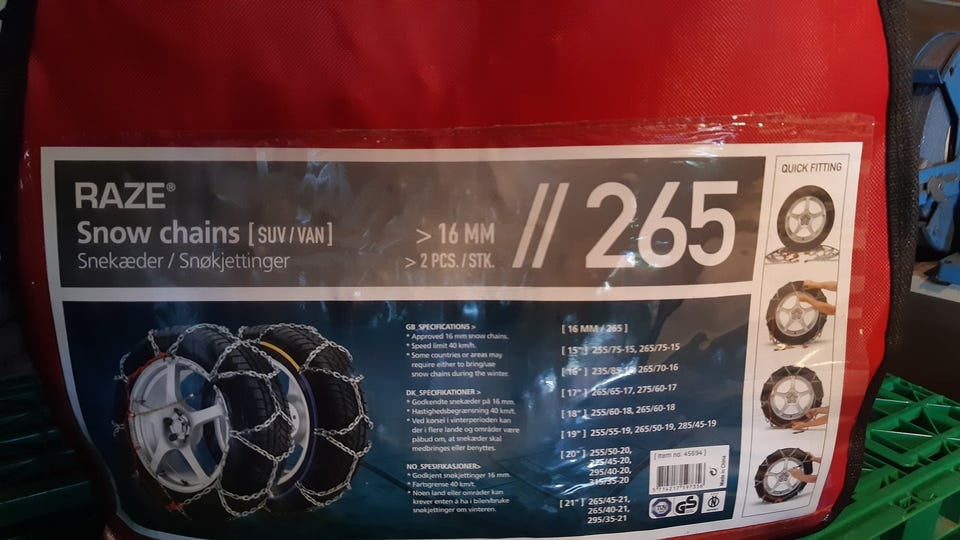 RAZE®
Snow chains [ SUV / VAN ]
Snekæder / Snøkjettinger
> 16 MM
> 2 PCS. / STK.
// 265
QUICK FITTING
GB_SPECIFICATIONS >
* Approved 16 mm snow chains.
* Speed limit 40 km/h.
* Some countries or areas may
require either to bring/use
snow chains during the winter.
DK_SPECIFIKATIONER >
* Godkendte snekæder på 16 mm.
* Hastighedsbegrænsning 40 km/t.
* Ved kørsel i vinterperioden kan
der i flere lande og områder være
påbud om, at snekæder skal
medbringes eller benyttes.
NO_SPESIFIKASJONER>
* Godkjent snøkjettinger 16 mm.
* Fartsgrense 40 km/t.
* Noen land eller områder kan
krever enten å ha i bilen/bruke
snøkjettinger om vinteren.
[ 16 MM / 265 ]
[ 15" ] 255/75-15, 265/75-15
[ 16" ] 235/85-16, 265/70-16
[ 17" ] 265/65-17, 275/60-17
[ 18" ] 255/60-18, 265/60-18
[ 19" ] 255/55-19, 265/50-19, 285/45-19
[ 20" ] 255/50-20,
275/45-20,
295/40-20,
315/35-20
[ 21" ] 265/45-21,
265/40-21,
295/35-21
[ Item no. 45694 ]
Made in China
GS